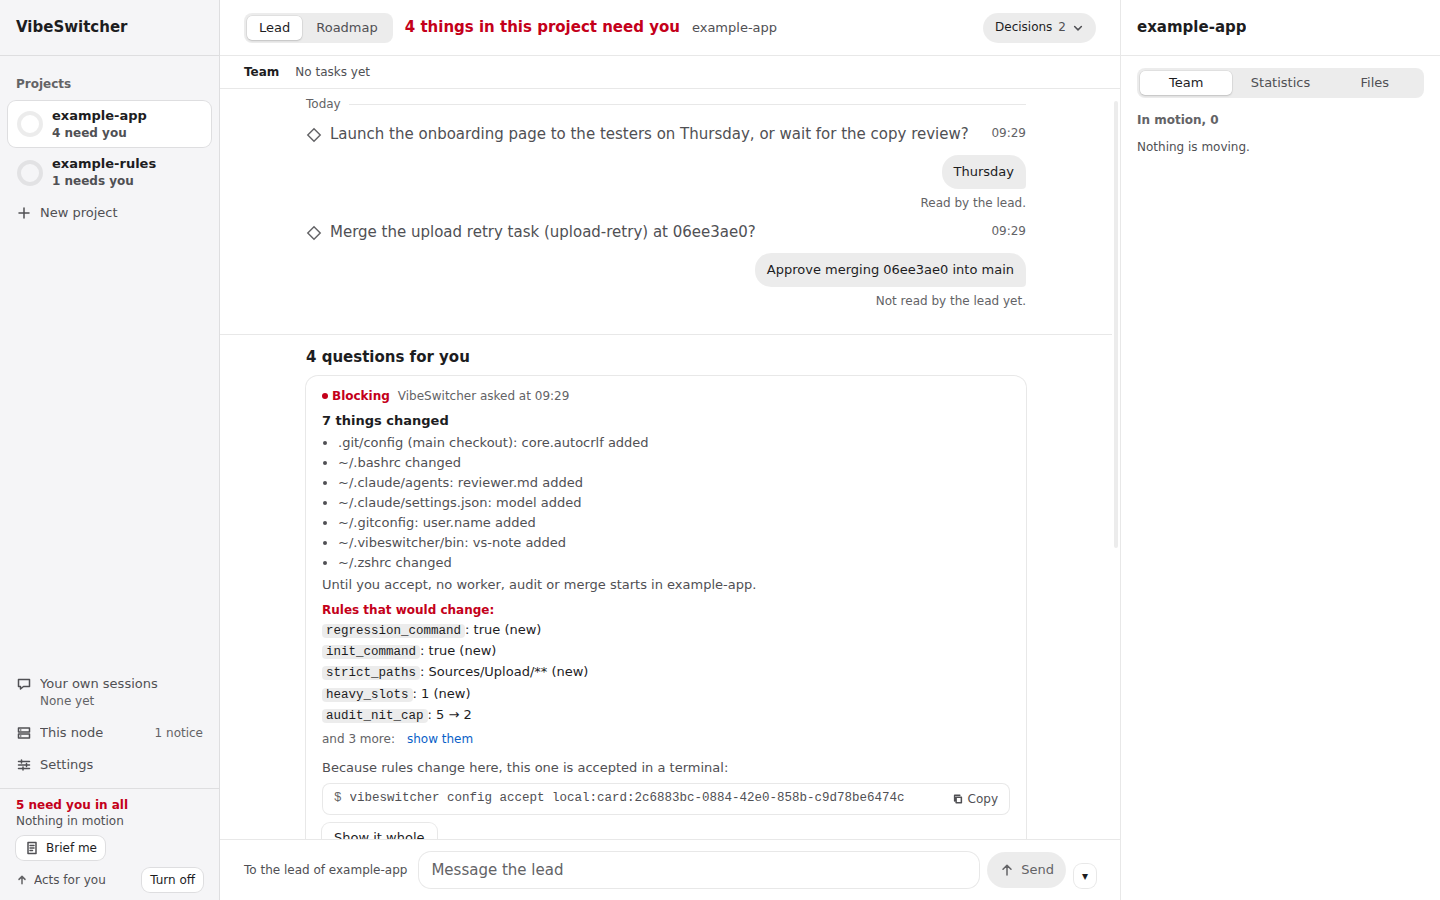 VibeSwitcher
Projects
example-app
4 need you
example-rules
1 needs you
New project
Your own sessions
None yet
This node
1 notice
Settings
5 need you in all
Nothing in motion
Brief me
Acts for you
Turn off
Lead
Roadmap
4 things in this project need you
example-app
Decisions 2
Team
No tasks yet
Today
Launch the onboarding page to the testers on Thursday, or wait for the copy review?
09:29
Thursday
Read by the lead.
Merge the upload retry task (upload-retry) at 06ee3ae0?
09:29
Approve merging 06ee3ae0 into main
Not read by the lead yet.
4 questions for you
Blocking VibeSwitcher asked at 09:29
7 things changed
• .git/config (main checkout): core.autocrlf added
• ~/.bashrc changed
• ~/.claude/agents: reviewer.md added
• ~/.claude/settings.json: model added
• ~/.gitconfig: user.name added
• ~/.vibeswitcher/bin: vs-note added
• ~/.zshrc changed
Until you accept, no worker, audit or merge starts in example-app.
Rules that would change:
regression_command: true (new)
init_command: true (new)
strict_paths: Sources/Upload/** (new)
heavy_slots: 1 (new)
audit_nit_cap: 5 → 2
and 3 more: show them
Because rules change here, this one is accepted in a terminal:
$ vibeswitcher config accept local:card:2c6883bc-0884-42e0-858b-c9d78be6474c
Copy
Show it whole
To the lead of example-app
Message the lead
Send
example-app
Team
Statistics
Files
In motion, 0
Nothing is moving.